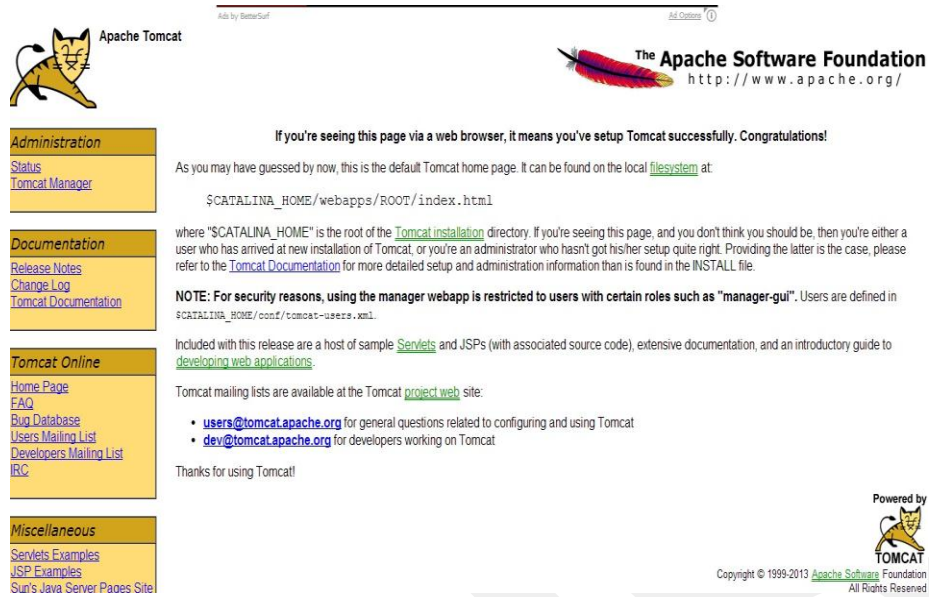 Ads by BetterSurf
Ad Options
Apache Tomcat
The Apache Software Foundation
http://www.apache.org/
Administration
Status
Tomcat Manager
Documentation
Release Notes
Change Log
Tomcat Documentation
Tomcat Online
Home Page
FAQ
Bug Database
Users Mailing List
Developers Mailing List
IRC
Miscellaneous
Servlets Examples
JSP Examples
Sun's Java Server Pages Site
If you're seeing this page via a web browser, it means you've setup Tomcat successfully. Congratulations!
As you may have guessed by now, this is the default Tomcat home page. It can be found on the local filesystem at:
$CATALINA_HOME/webapps/ROOT/index.html
where "$CATALINA_HOME" is the root of the Tomcat installation directory. If you're seeing this page, and you don't think you should be, then you're either a
user who has arrived at new installation of Tomcat, or you're an administrator who hasn't got his/her setup quite right. Providing the latter is the case, please
refer to the Tomcat Documentation for more detailed setup and administration information than is found in the INSTALL file.
NOTE: For security reasons, using the manager webapp is restricted to users with certain roles such as "manager-gui". Users are defined in
$CATALINA_HOME/conf/tomcat-users.xml.
Included with this release are a host of sample Servlets and JSPs (with associated source code), extensive documentation, and an introductory guide to
developing web applications.
Tomcat mailing lists are available at the Tomcat project web site:
• users@tomcat.apache.org for general questions related to configuring and using Tomcat
• dev@tomcat.apache.org for developers working on Tomcat
Thanks for using Tomcat!
Powered by
TOMCAT
Copyright © 1999-2013 Apache Software Foundation
All Rights Reserved